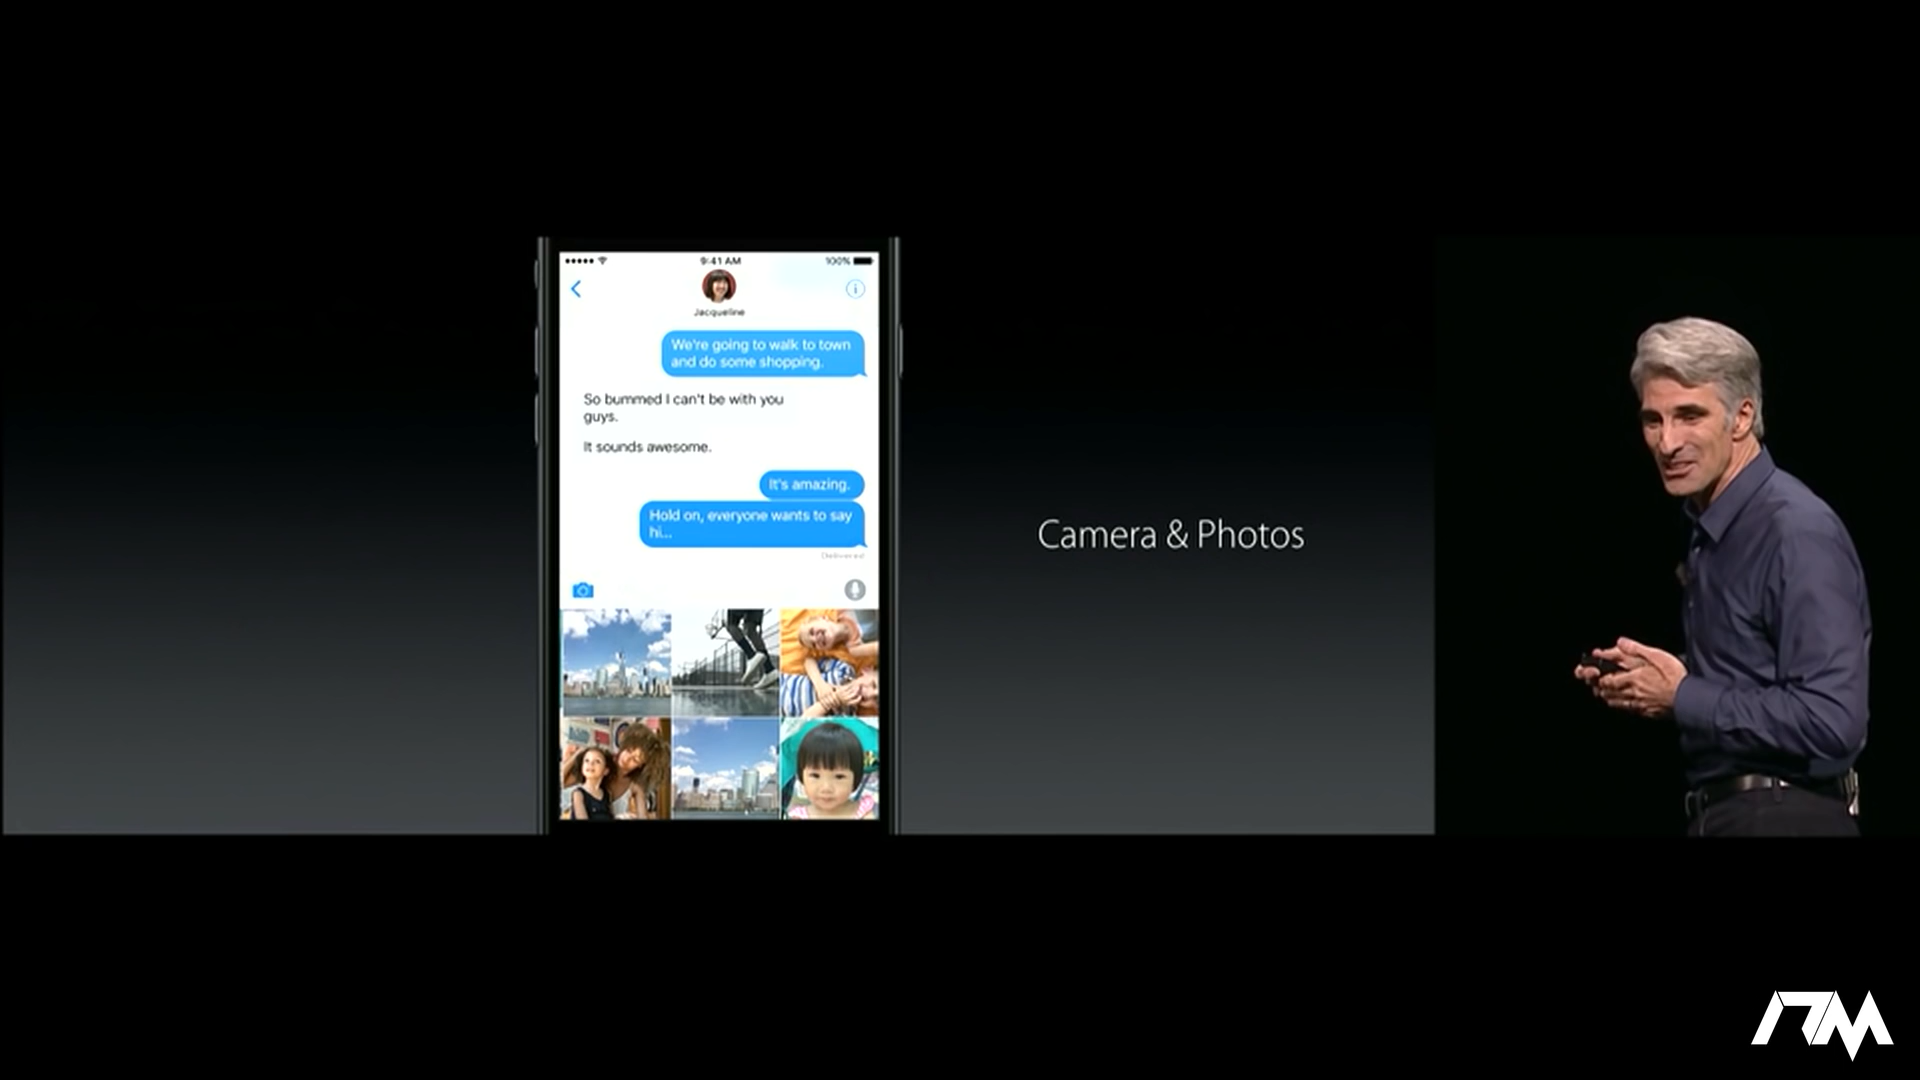 9:41 AM
100%
Jacqueline
We're going to walk to town
and do some shopping.
So bummed I can't be with you
guys.
It sounds awesome.
It's amazing.
Hold on, everyone wants to say
hi...
Delivered
Camera & Photos